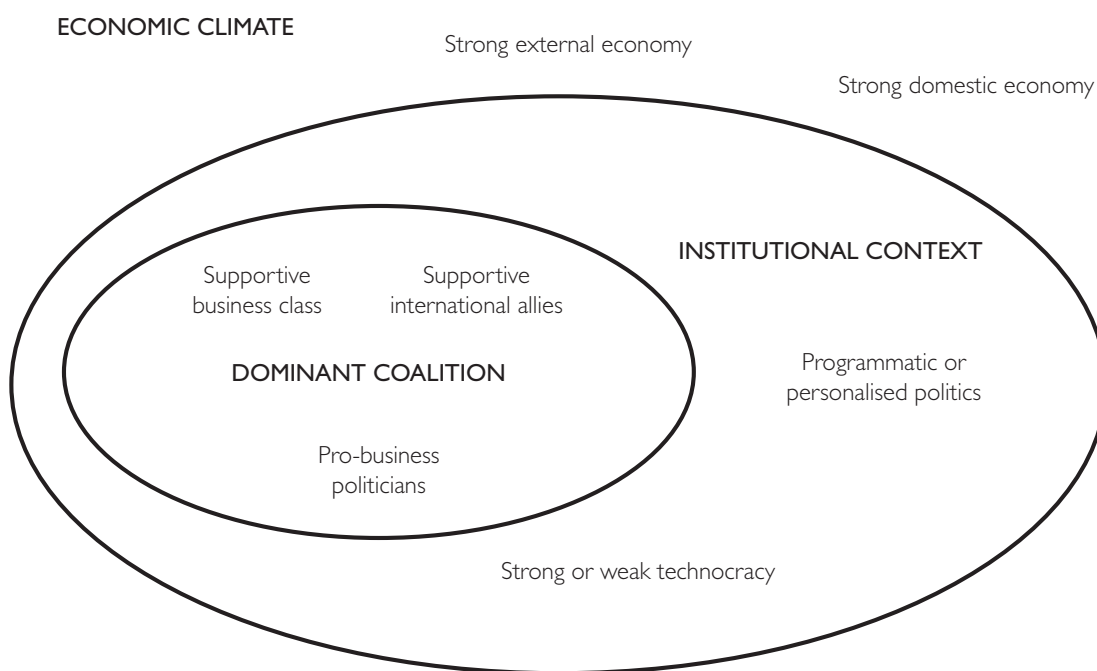 ECONOMIC CLIMATE
Strong external economy
Strong domestic economy
INSTITUTIONAL CONTEXT
Supportive
business class
Supportive
international allies
DOMINANT COALITION
Programmatic or
personalised politics
Pro-business
politicians
Strong or weak technocracy